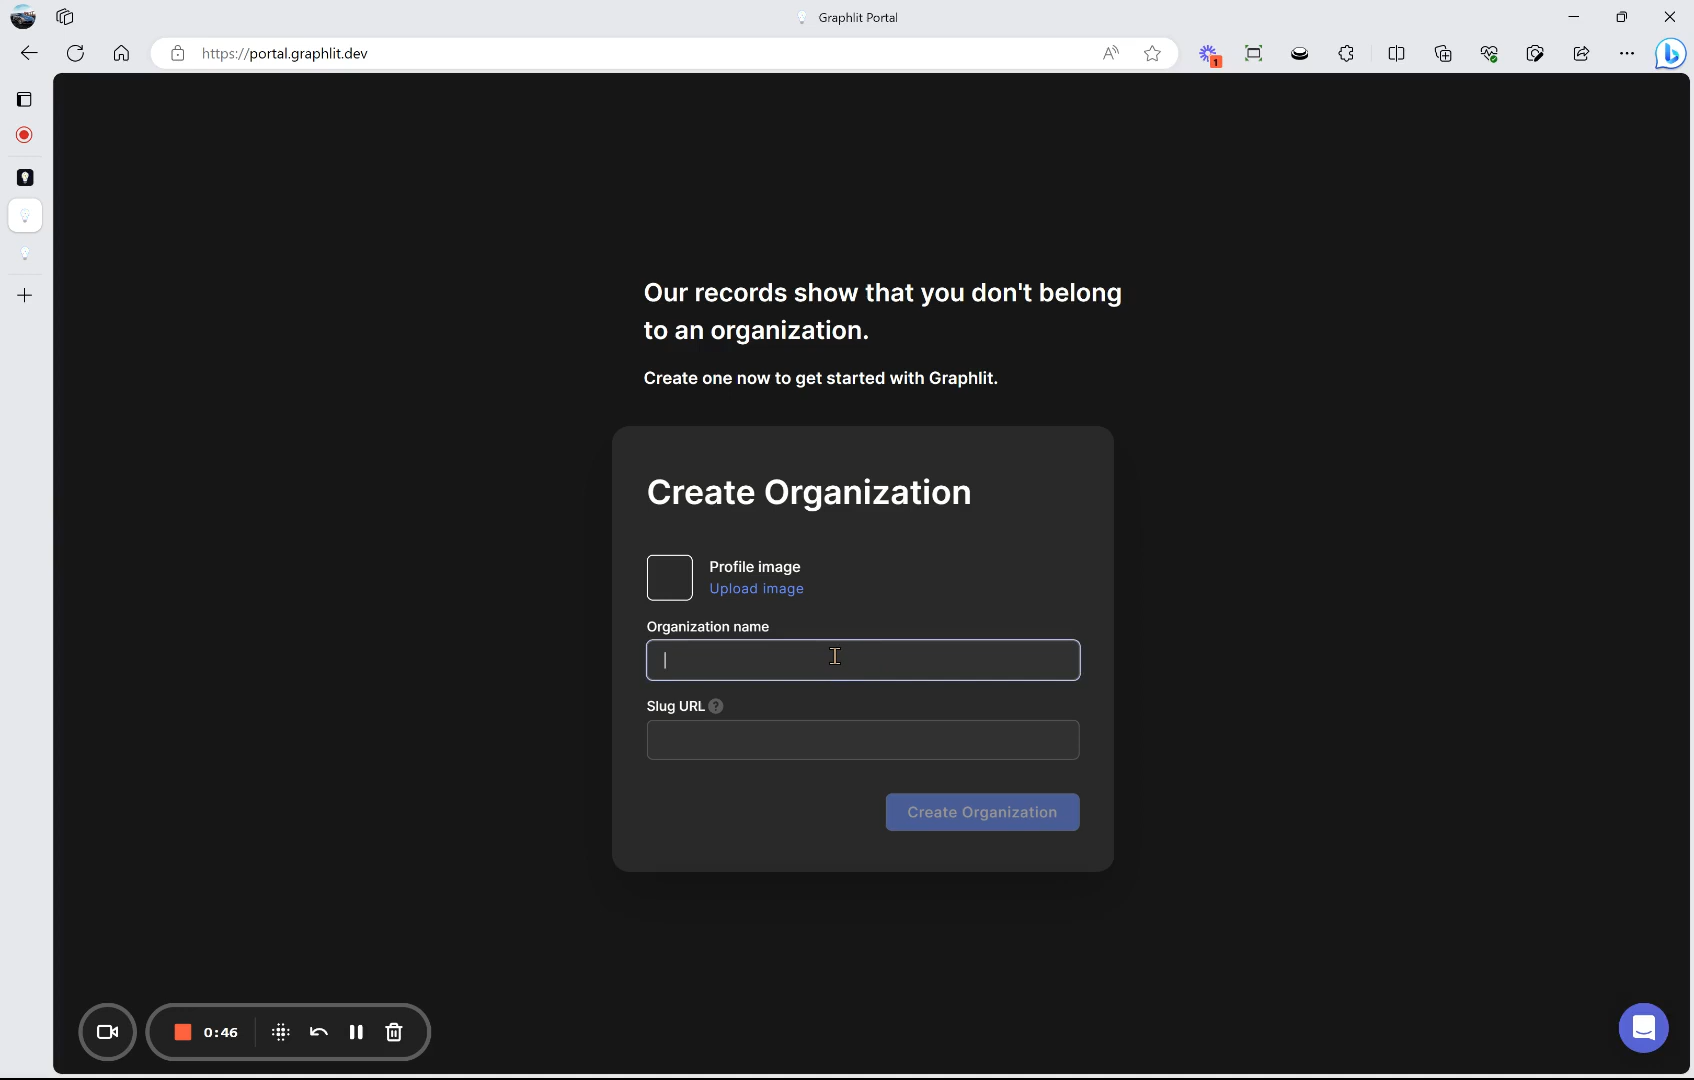 Graphlit Portal
https://portal.graphlit.dev
1
Our records show that you don't belong
to an organization.
Create one now to get started with Graphlit.
Create Organization
Profile image
Upload image
Organization name
Slug URL ?
Create Organization
0:46